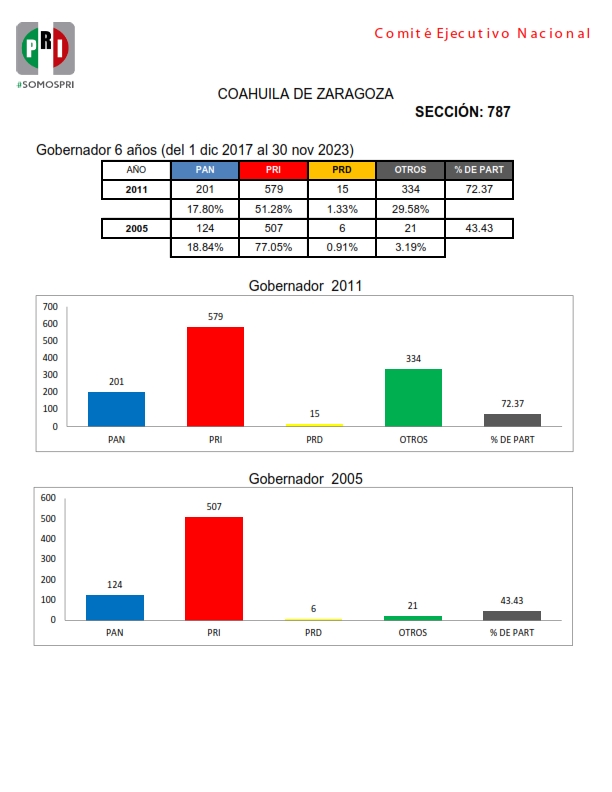 PRI
#SOMOSPRI
Comité Ejecutivo Nacional
COAHUILA DE ZARAGOZA
SECCIÓN: 787
Gobernador 6 años (del 1 dic 2017 al 30 nov 2023)
AÑO PAN PRI PRD OTROS % DE PART
2011 201 579 15 334 72.37
17.80% 51.28% 1.33% 29.58%
2005 124 507 6 21 43.43
18.84% 77.05% 0.91% 3.19%
Gobernador 2011
700
600
500
400
300
200
100
0
201
579
15
334
72.37
PAN PRI PRD OTROS % DE PART
Gobernador 2005
600
500
400
300
200
100
0
124
507
6
21
43.43
PAN PRI PRD OTROS % DE PART